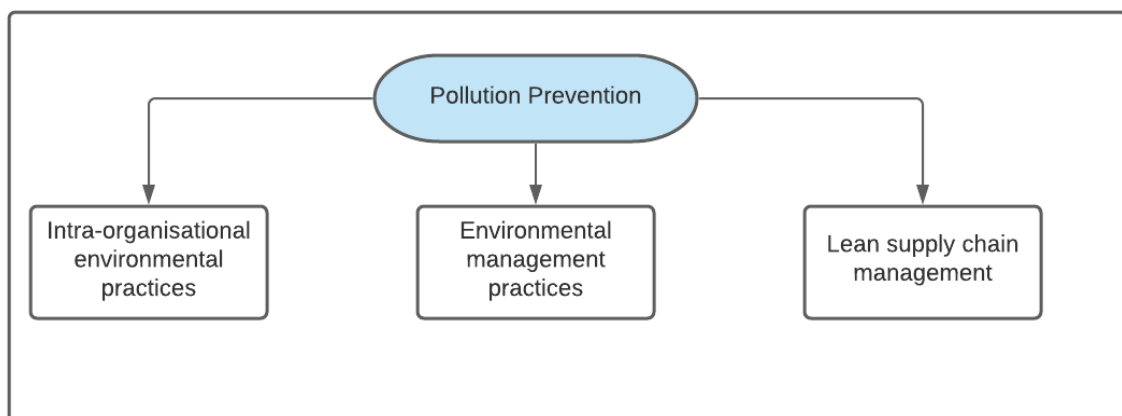 Pollution Prevention
Intra-organisational
environmental
practices
Environmental
management
practices
Lean supply chain
management